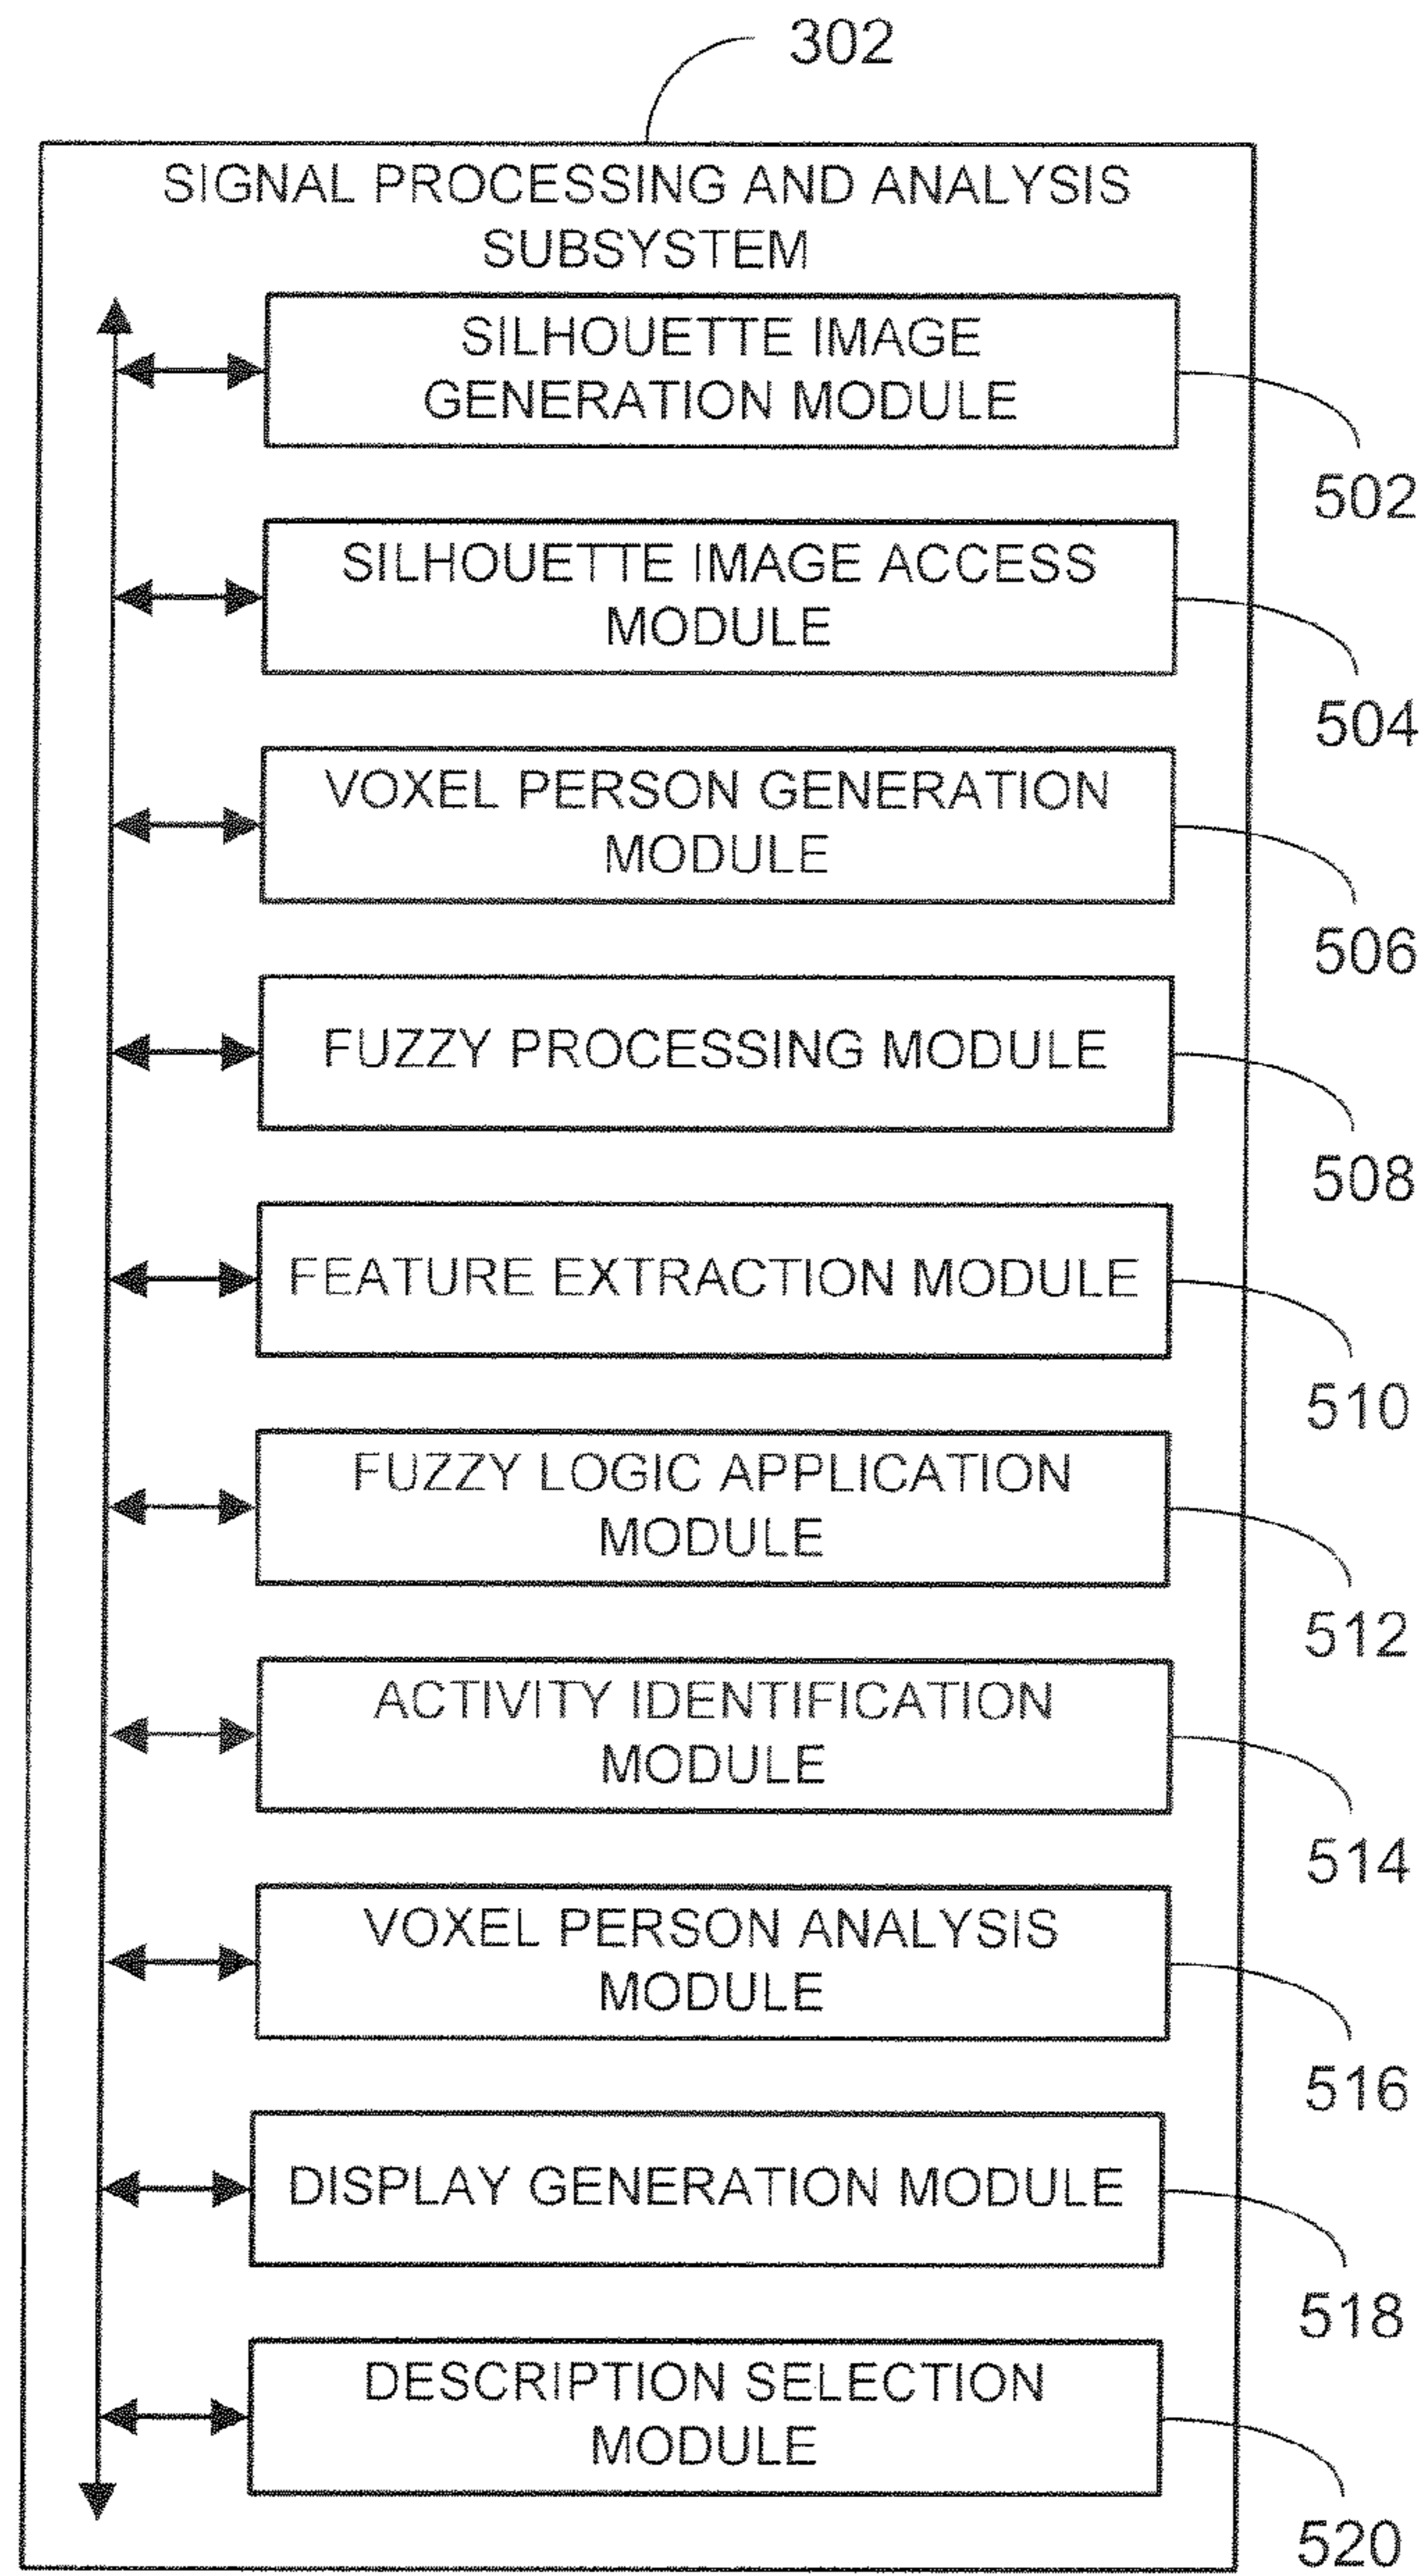 302
SIGNAL PROCESSING AND ANALYSIS
SUBSYSTEM
SILHOUETTE IMAGE
GENERATION MODULE
502
SILHOUETTE IMAGE ACCESS
MODULE
504
VOXEL PERSON GENERATION
MODULE
506
FUZZY PROCESSING MODULE
508
FEATURE EXTRACTION MODULE
510
FUZZY LOGIC APPLICATION
MODULE
512
ACTIVITY IDENTIFICATION
MODULE
514
VOXEL PERSON ANALYSIS
MODULE
516
DISPLAY GENERATION MODULE
518
DESCRIPTION SELECTION
MODULE
520